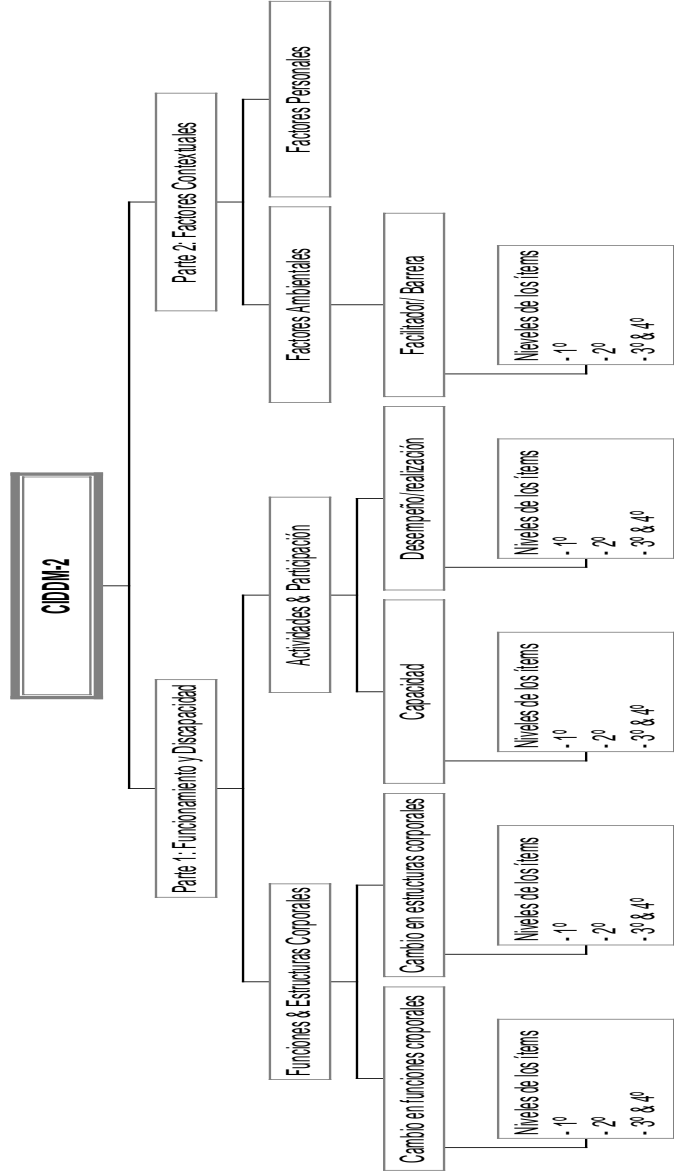 CIDDM-2
Parte 1: Funcionamiento y Discapacidad
Parte 2: Factores Contextuales
Funciones & Estructuras Corporales
Actividades & Participación
Factores Ambientales
Factores Personales
Cambio en funciones croporales
Cambio en estructuras corporales
Capacidad
Desempeño/realización
Facilitador/ Barrera
Niveles de los ítems
- 1º
- 2º
- 3º & 4º
Niveles de los ítems
- 1º
- 2º
- 3º & 4º
Niveles de los ítems
- 1º
- 2º
- 3º & 4º
Niveles de los ítems
- 1º
- 2º
- 3º & 4º
Nieveles de los ítems
- 1º
- 2º
- 3º & 4º